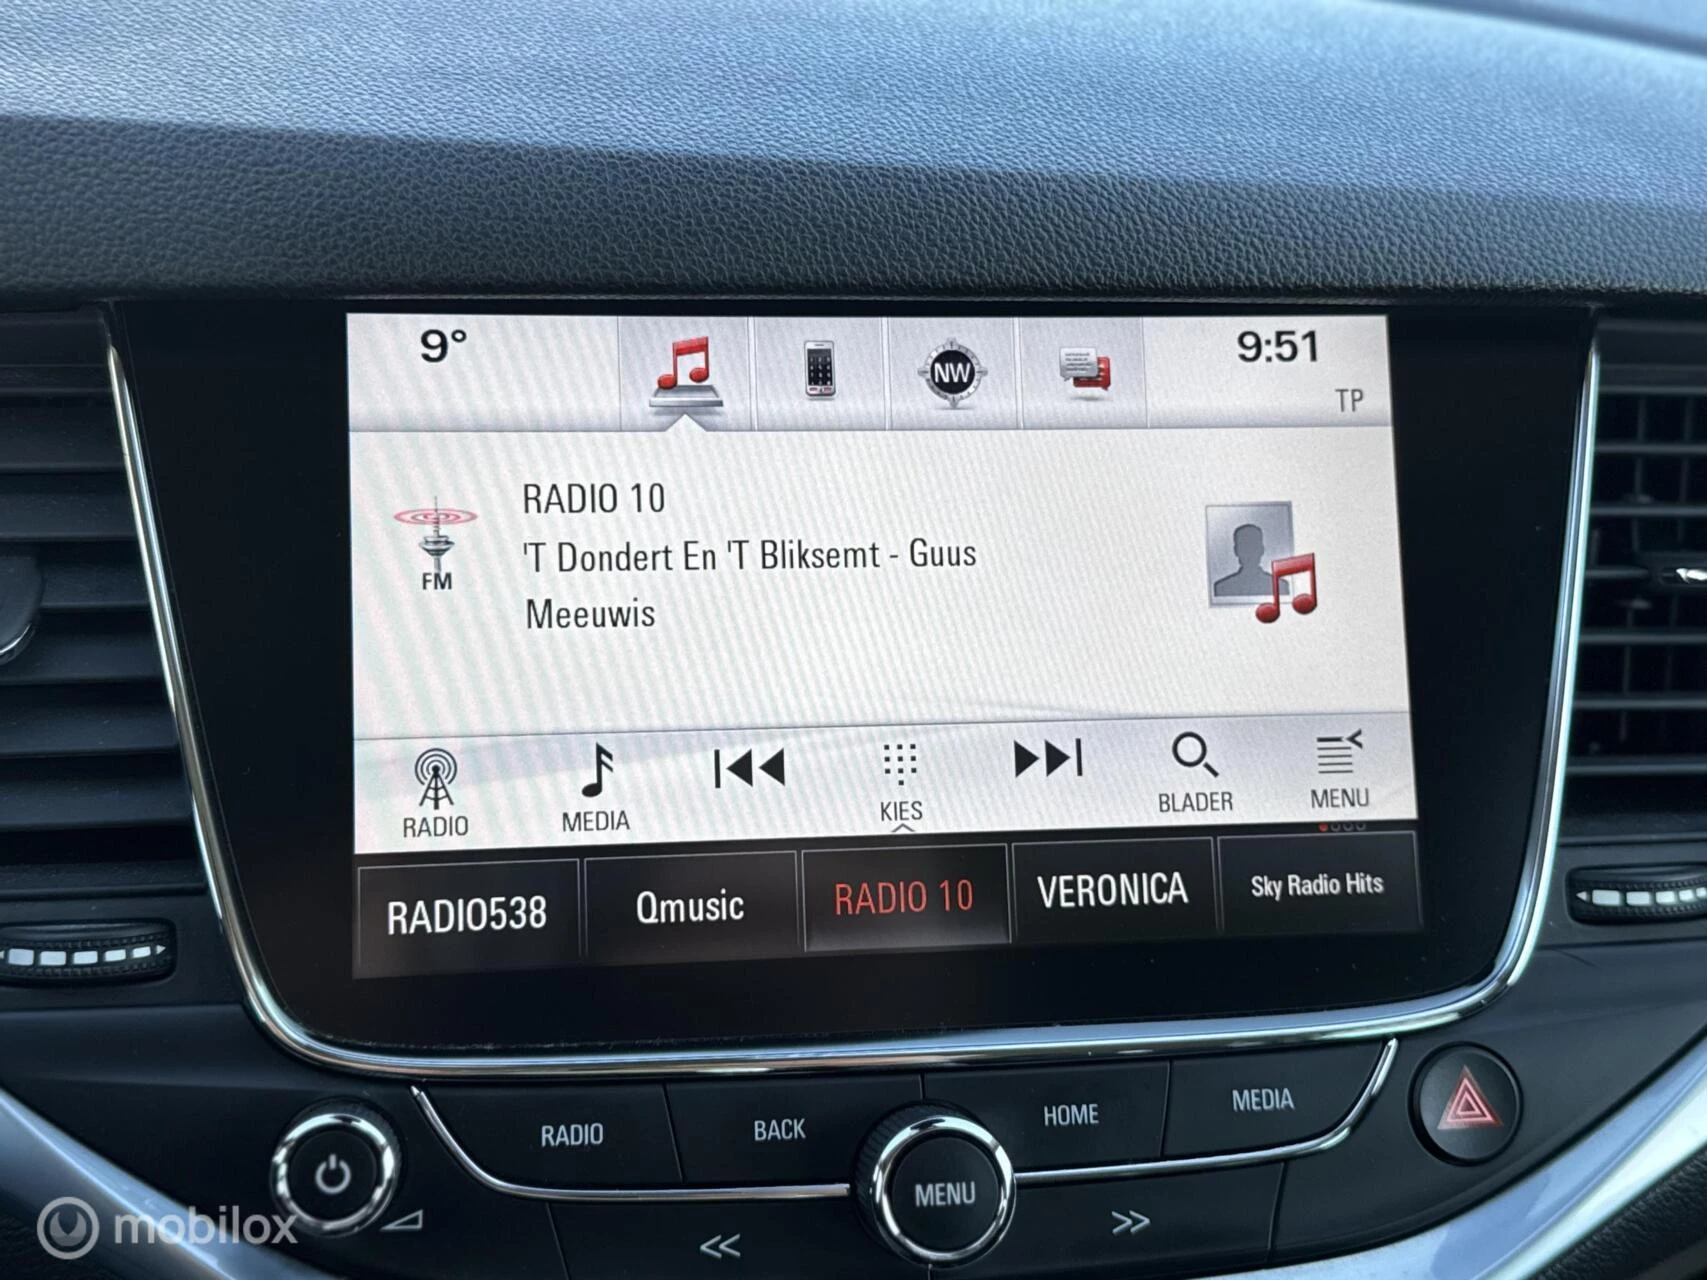 9°
NW
9:51
TP
FM
RADIO 10
'T Dondert En 'T Bliksemt - Guus
Meeuwis
RADIO
MEDIA
KIES
BLADER
MENU
RADIO538
Qmusic
RADIO 10
VERONICA
Sky Radio Hits
RADIO
BACK
MENU
HOME
MEDIA
mobilox